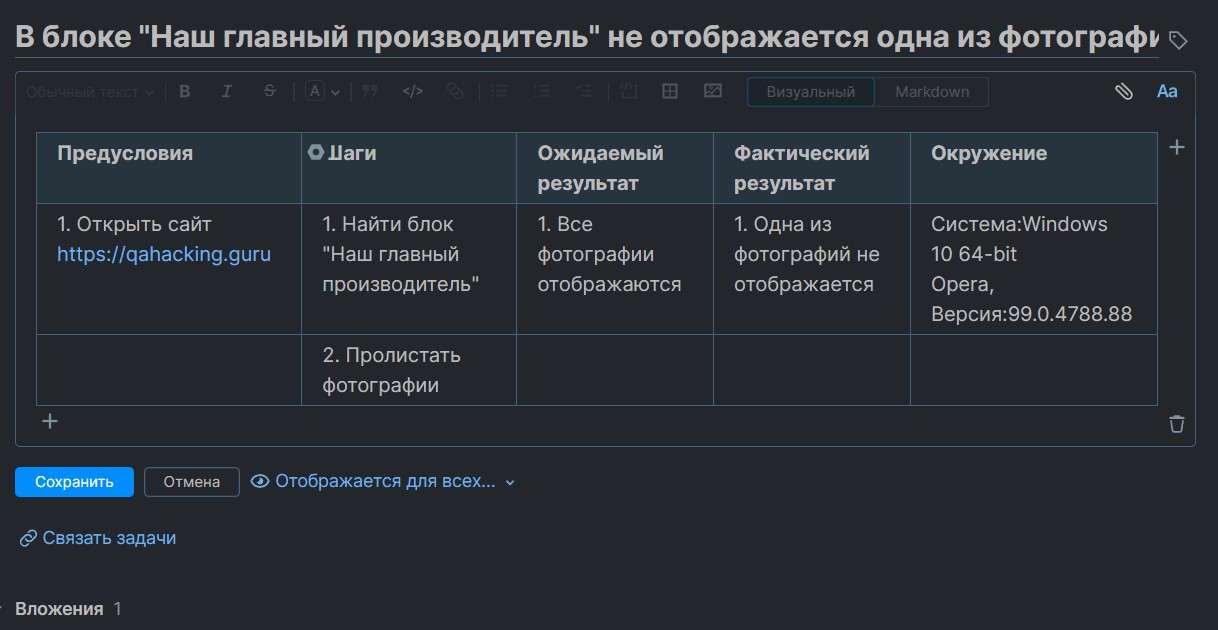 В блоке "Наш главный производитель" не отображается одна из фотографи
Обычный текст B I S A </> Визуальный Markdown Aa
Предусловия Шаги Ожидаемый результат Фактический результат Окружение
1. Открыть сайт
https://qahacking.guru
1. Найти блок
"Наш главный
производитель"
1. Все
фотографии
отображаются
1. Одна из
фотографий не
отображается
Система:Windows
10 64-bit
Opera,
Версия:99.0.4788.88
2. Пролистать
фотографии
Сохранить Отмена Отображается для всех...
Связать задачи
Вложения 1